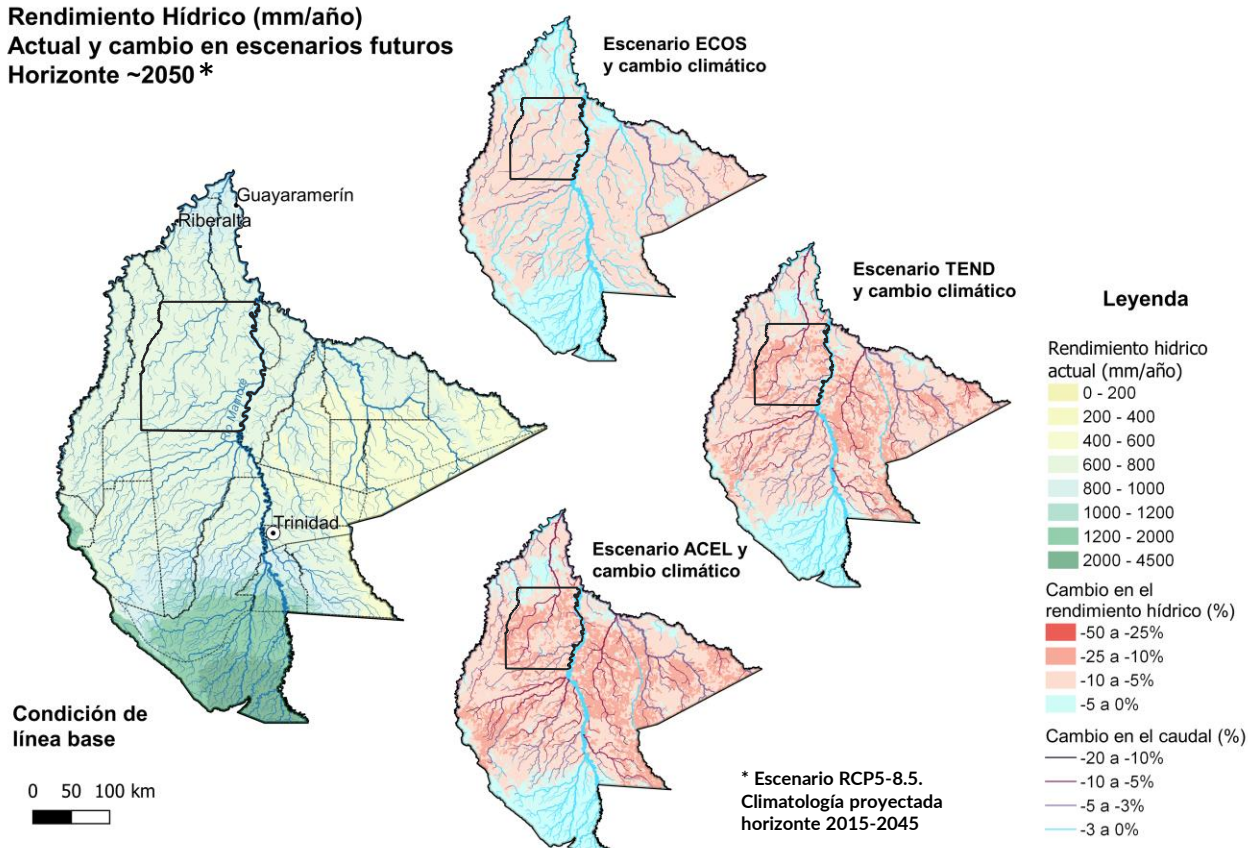 Rendimiento Hídrico (mm/año)
Actual y cambio en escenarios futuros
Horizonte ~2050 *
Escenario ECOS
y cambio climático
Guayaramerín
Riberalta
R. Mamoré
Trinidad
Condición de
línea base
0 50 100 km
Escenario TEND
y cambio climático
Escenario ACEL y
cambio climático
* Escenario RCP5-8.5.
Climatología proyectada
horizonte 2015-2045
Leyenda
Rendimiento hidrico
actual (mm/año)
0 - 200
200 - 400
400 - 600
600 - 800
800 - 1000
1000 - 1200
1200 - 2000
2000 - 4500
Cambio en el
rendimiento hídrico (%)
-50 a -25%
-25 a -10%
-10 a -5%
-5 a 0%
Cambio en el caudal (%)
-20 a -10%
-10 a -5%
-5 a -3%
-3 a 0%